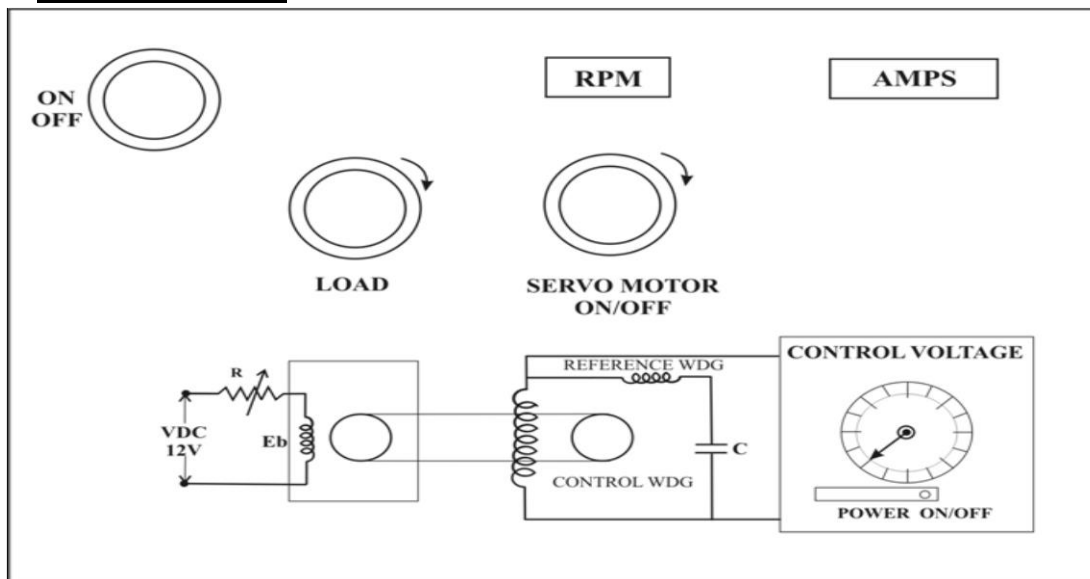 ON
OFF
RPM
AMPS
LOAD
SERVO MOTOR
ON/OFF
R
VDC
12V
Eb
REFERENCE WDG
CONTROL WDG
C
CONTROL VOLTAGE
POWER ON/OFF